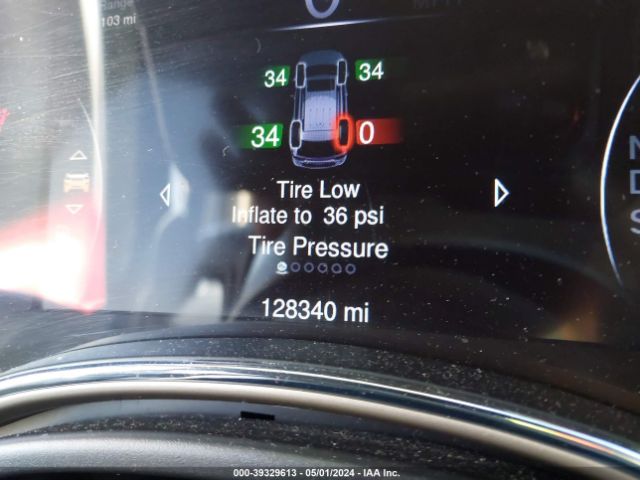 Range
103 mi
34 34
34 0
Tire Low
Inflate to 36 psi
Tire Pressure
128340 mi
000-39329613 - 05/01/2024 - IAA Inc.